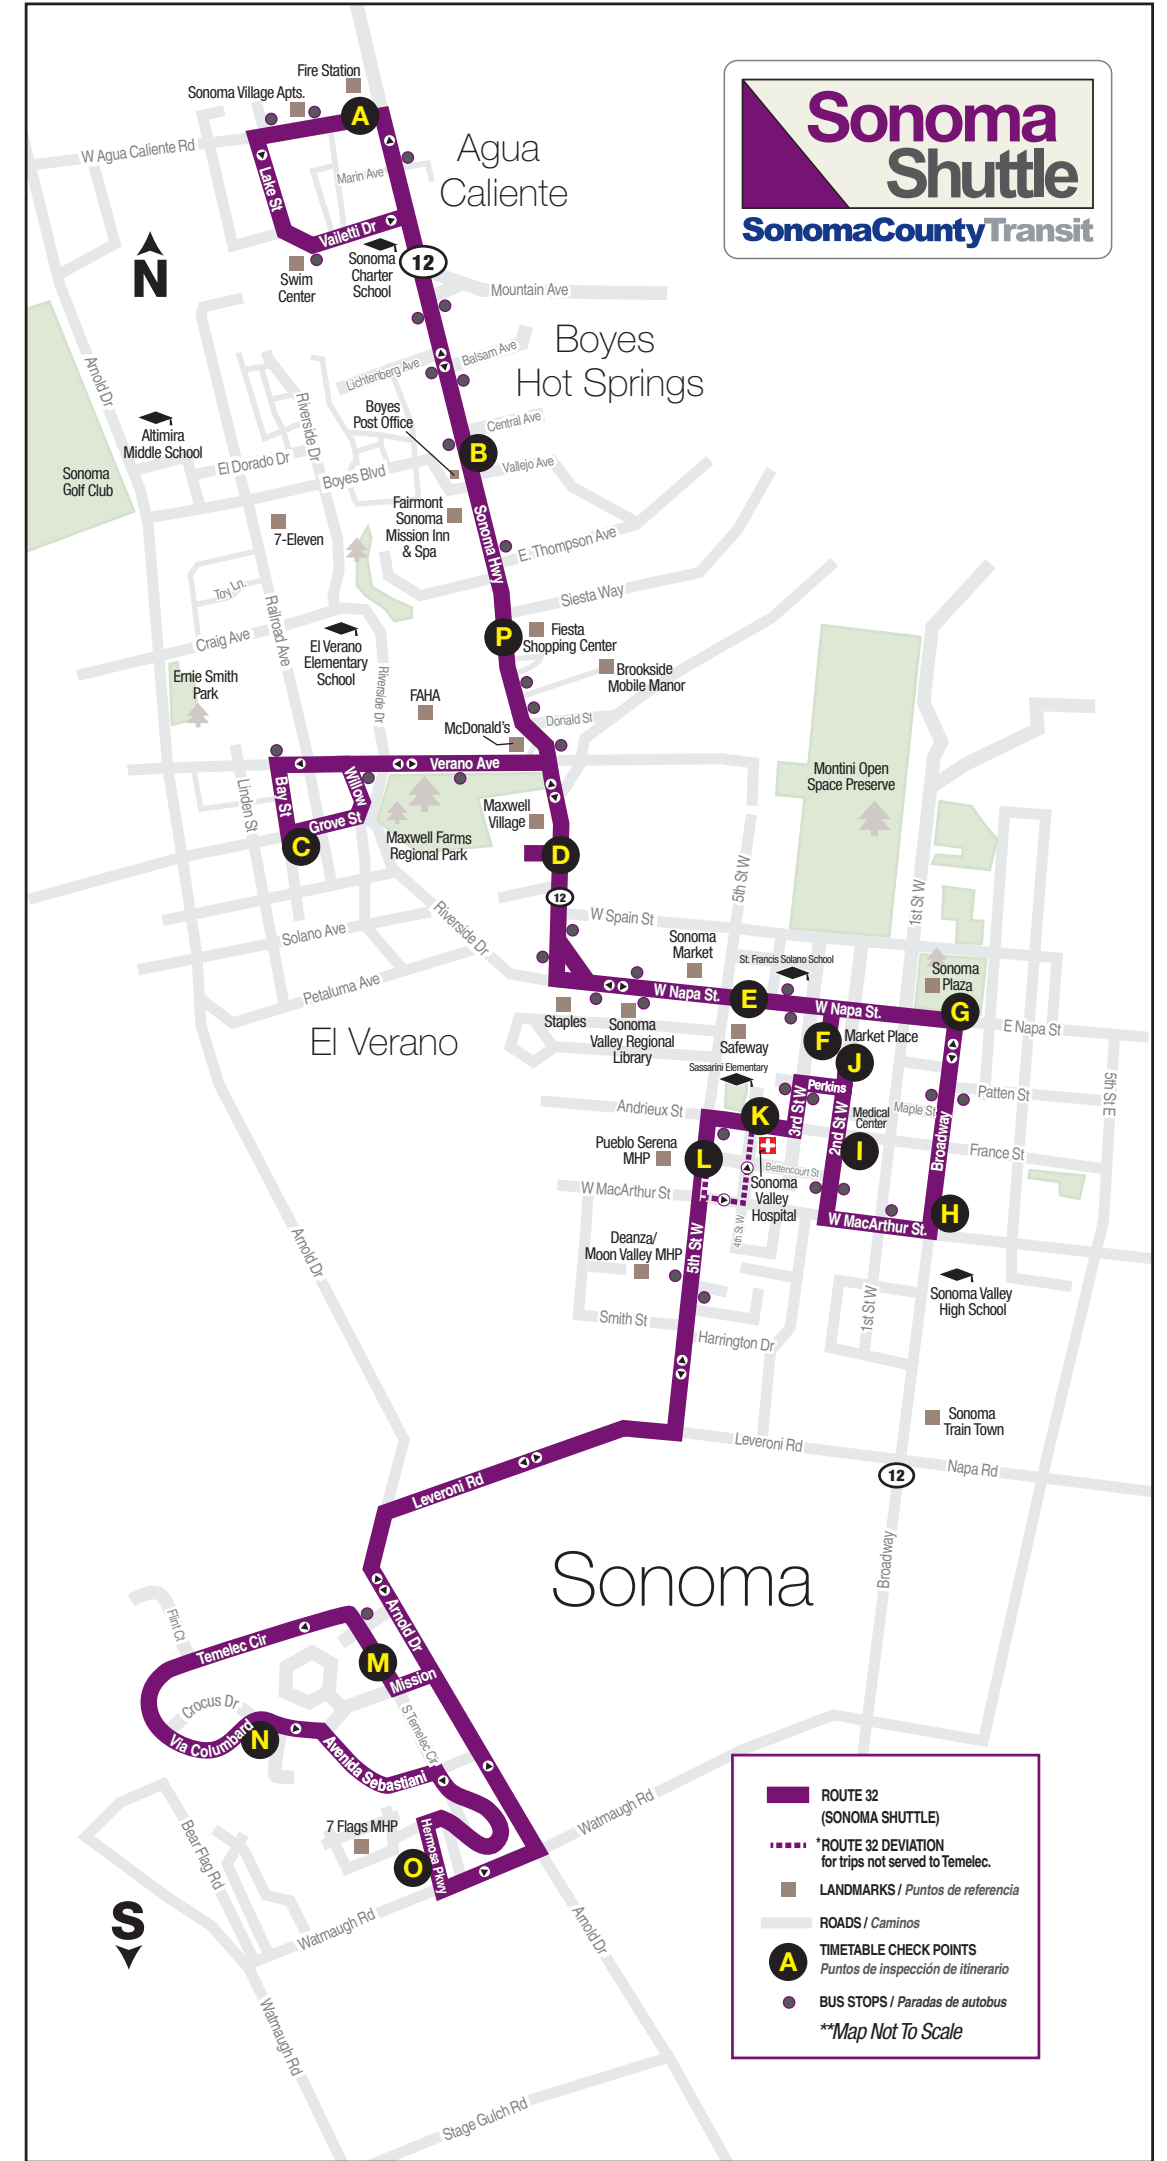 Fire Station
Sonoma Village Apts.
A
W Agua Caliente Rd
Marin Ave
Lake St
Vailetti Dr
Agua
Caliente
Sonoma
Shuttle
SonomaCountyTransit
N
Swim
Center
Sonoma
Charter
School
12
Mountain Ave
Boyes
Hot Springs
Balsam Ave
Lichtenberg Ave
Arnold Dr
Riverside Dr
Boyes
Post Office
Central Ave
Altimira
Middle School
B
Vallejo Ave
El Dorado Dr
Boyes Blvd
Sonoma
Golf Club
Fairmont
Sonoma
Mission Inn
& Spa
Sonoma Hwy
7-Eleven
E. Thompson Ave
Toy Ln.
Siesta Way
Railroad Ave
Craig Ave
P
Fiesta
Shopping Center
El Verano
Elementary
School
Brookside
Mobile Manor
Ernie Smith
Park
Riverside Dr
FAHA
McDonald's
Donald St
Verano Ave
Willow
Bay St
Grove St
C
Linden St
Maxwell
Village
Maxwell Farms
Regional Park
Montini Open
Space Preserve
D
12
5th St W
1st St W
Riverside Dr
W Spain St
Solano Ave
Sonoma
Market
St. Francis Solano School
Sonoma
Plaza
Petaluma Ave
W Napa St.
E
W Napa St.
G
E Napa St
Staples
Sonoma
Valley Regional
Library
Safeway
F
Market Place
J
El Verano
Sassarini Elementary
Perkins
Patten St
5th St E
Andrieux St
K
3rd St W
Maple St
Medical
Center
2nd St W
Broadway
Pueblo Serena
MHP
L
I
France St
Bettencourt St
W MacArthur St
Sonoma
Valley
Hospital
4th St W
W MacArthur St.
H
Deanza/
Moon Valley MHP
5th St W
Arnold Dr
Sonoma Valley
High School
1st St W
Smith St
Harrington Dr
Sonoma
Train Town
Leveroni Rd
Napa Rd
12
Leveroni Rd
Broadway
Sonoma
Arnold Dr
Flint Ct
Temelec Cir
M
Mission
Crocus Dr
S Temelec Cir
Via Columbard
N
Avenida Sebastiani
7 Flags MHP
Hermosa Pkwy
O
Bear Flag Rd
Watmaugh Rd
Watmaugh Rd
Arnold Dr
S
Watmaugh Rd
Stage Gulch Rd
ROUTE 32
(SONOMA SHUTTLE)
*ROUTE 32 DEVIATION
for trips not served to Temelec.
LANDMARKS / Puntos de referencia
ROADS / Caminos
A
TIMETABLE CHECK POINTS
Puntos de inspección de itinerario
BUS STOPS / Paradas de autobus
**Map Not To Scale